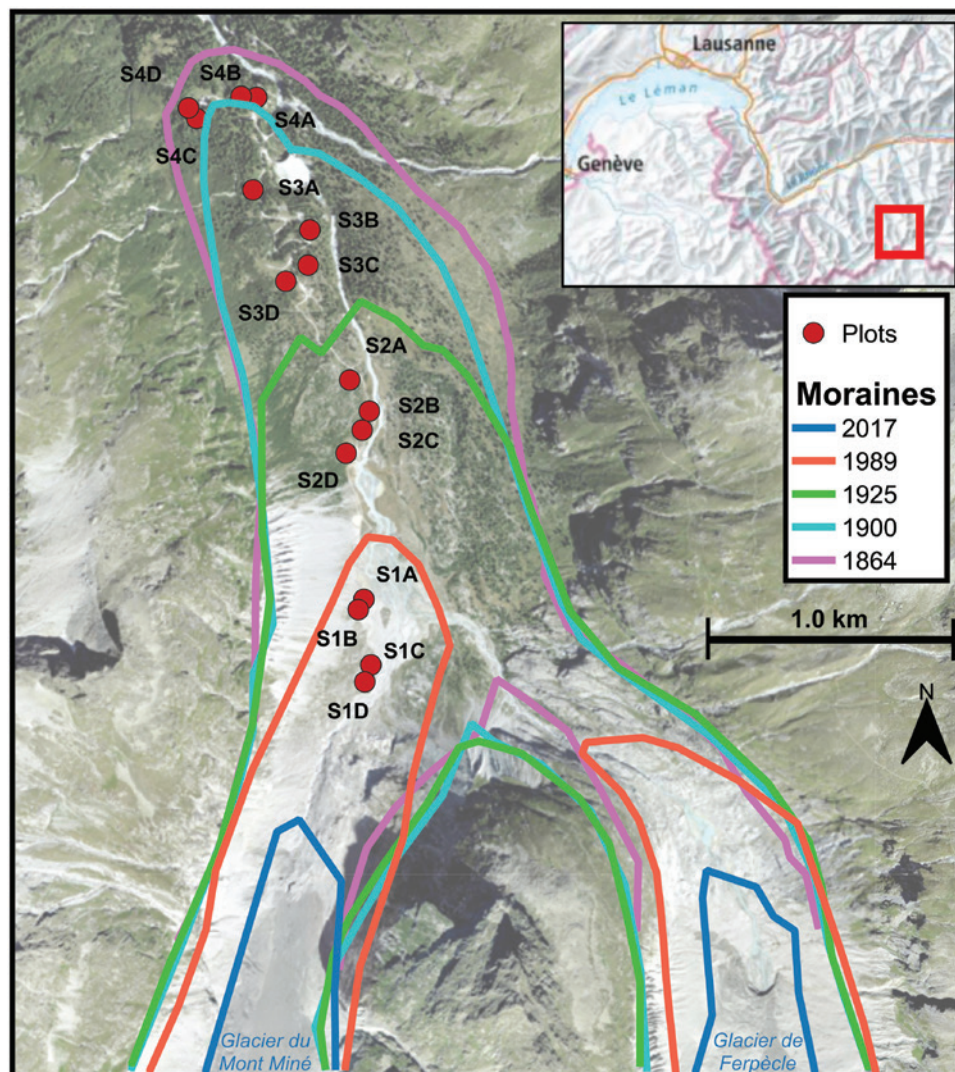 Lausanne
Le Léman
Genève
S4D
S4B
S4A
S4C
S3A
S3B
S3C
S3D
S2A
S2B
S2C
S2D
S1A
S1B
S1C
S1D
Plots
Moraines
2017
1989
1925
1900
1864
1.0 km
N
Glacier du
Mont Miné
Glacier de
Ferpècle